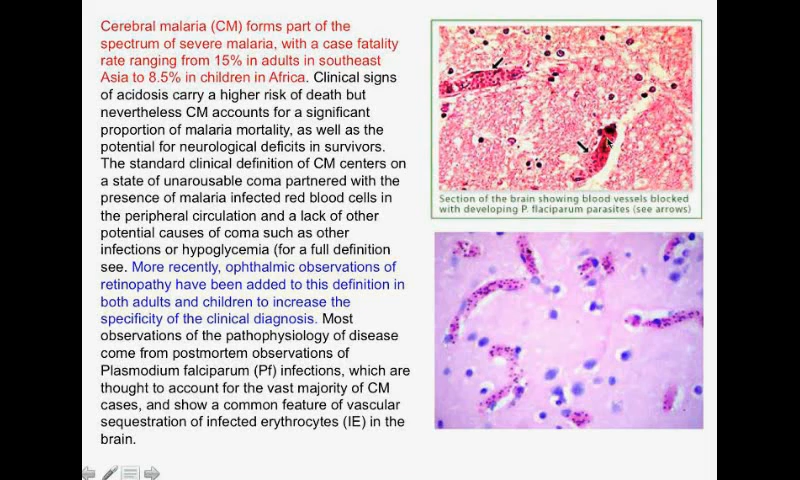 Cerebral malaria (CM) forms part of the
spectrum of severe malaria, with a case fatality
rate ranging from 15% in adults in southeast
Asia to 8.5% in children in Africa. Clinical signs
of acidosis carry a higher risk of death but
nevertheless CM accounts for a significant
proportion of malaria mortality, as well as the
potential for neurological deficits in survivors.
The standard clinical definition of CM centers on
a state of unarousable coma partnered with the
presence of malaria infected red blood cells in
the peripheral circulation and a lack of other
potential causes of coma such as other
infections or hypoglycemia (for a full definition
see. More recently, ophthalmic observations of
retinopathy have been added to this definition in
both adults and children to increase the
specificity of the clinical diagnosis. Most
observations of the pathophysiology of disease
come from postmortem observations of
Plasmodium falciparum (Pf) infections, which are
thought to account for the vast majority of CM
cases, and show a common feature of vascular
sequestration of infected erythrocytes (IE) in the
brain.
Section of the brain showing blood vessels blocked
with developing P. flaciparum parasites (see arrows)